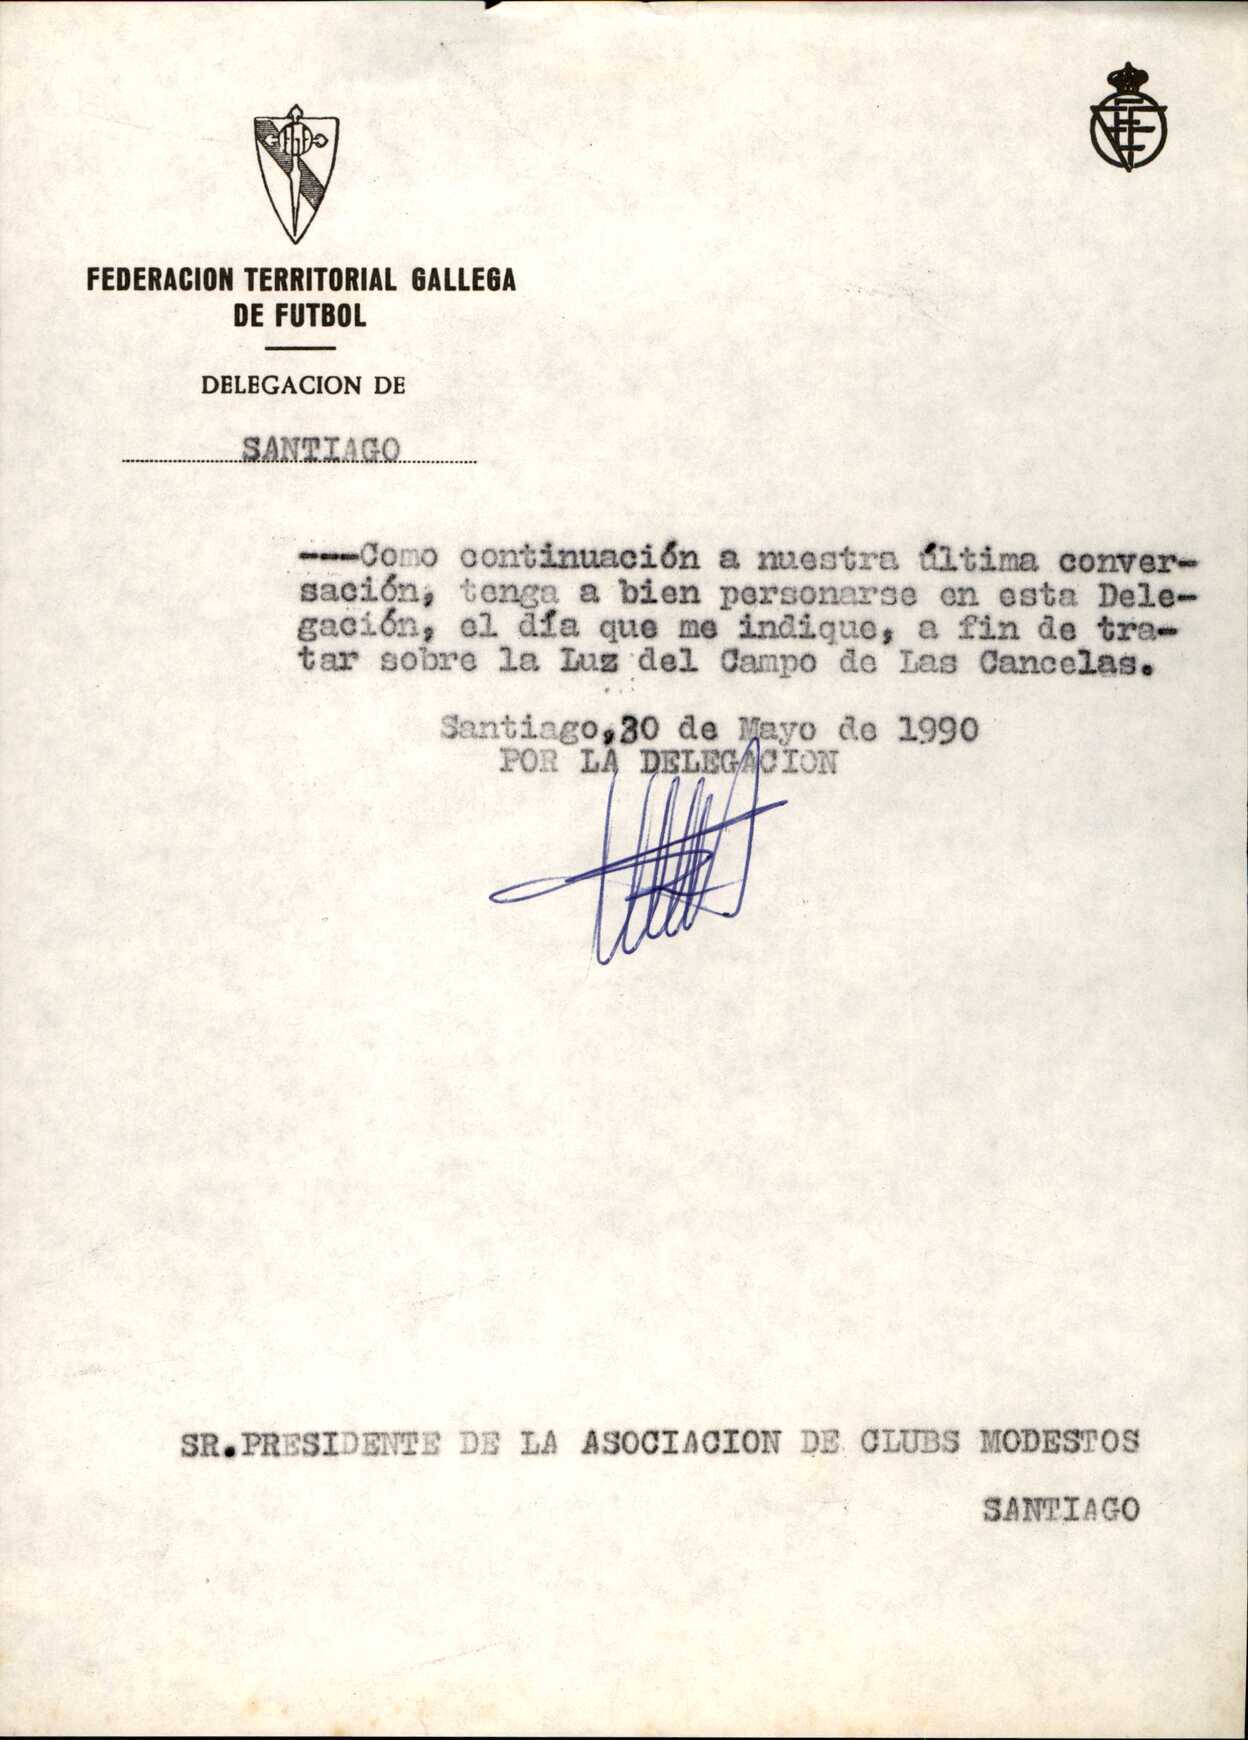 FEDERACION TERRITORIAL GALLEGA
DE FUTBOL
DELEGACION DE
SANTIAGO
----Como continuación a nuestra última conver-
sación, tenga a bien personarse en esta Dele-
gación, el día que me indique, a fin de tra-
tar sobre la Luz del Campo de Las Cancelas.
Santiago,30 de Mayo de 1990
POR LA DELEGACION
SR.PRESIDENTE DE LA ASOCIACION DE CLUBS MODESTOS
SANTIAGO